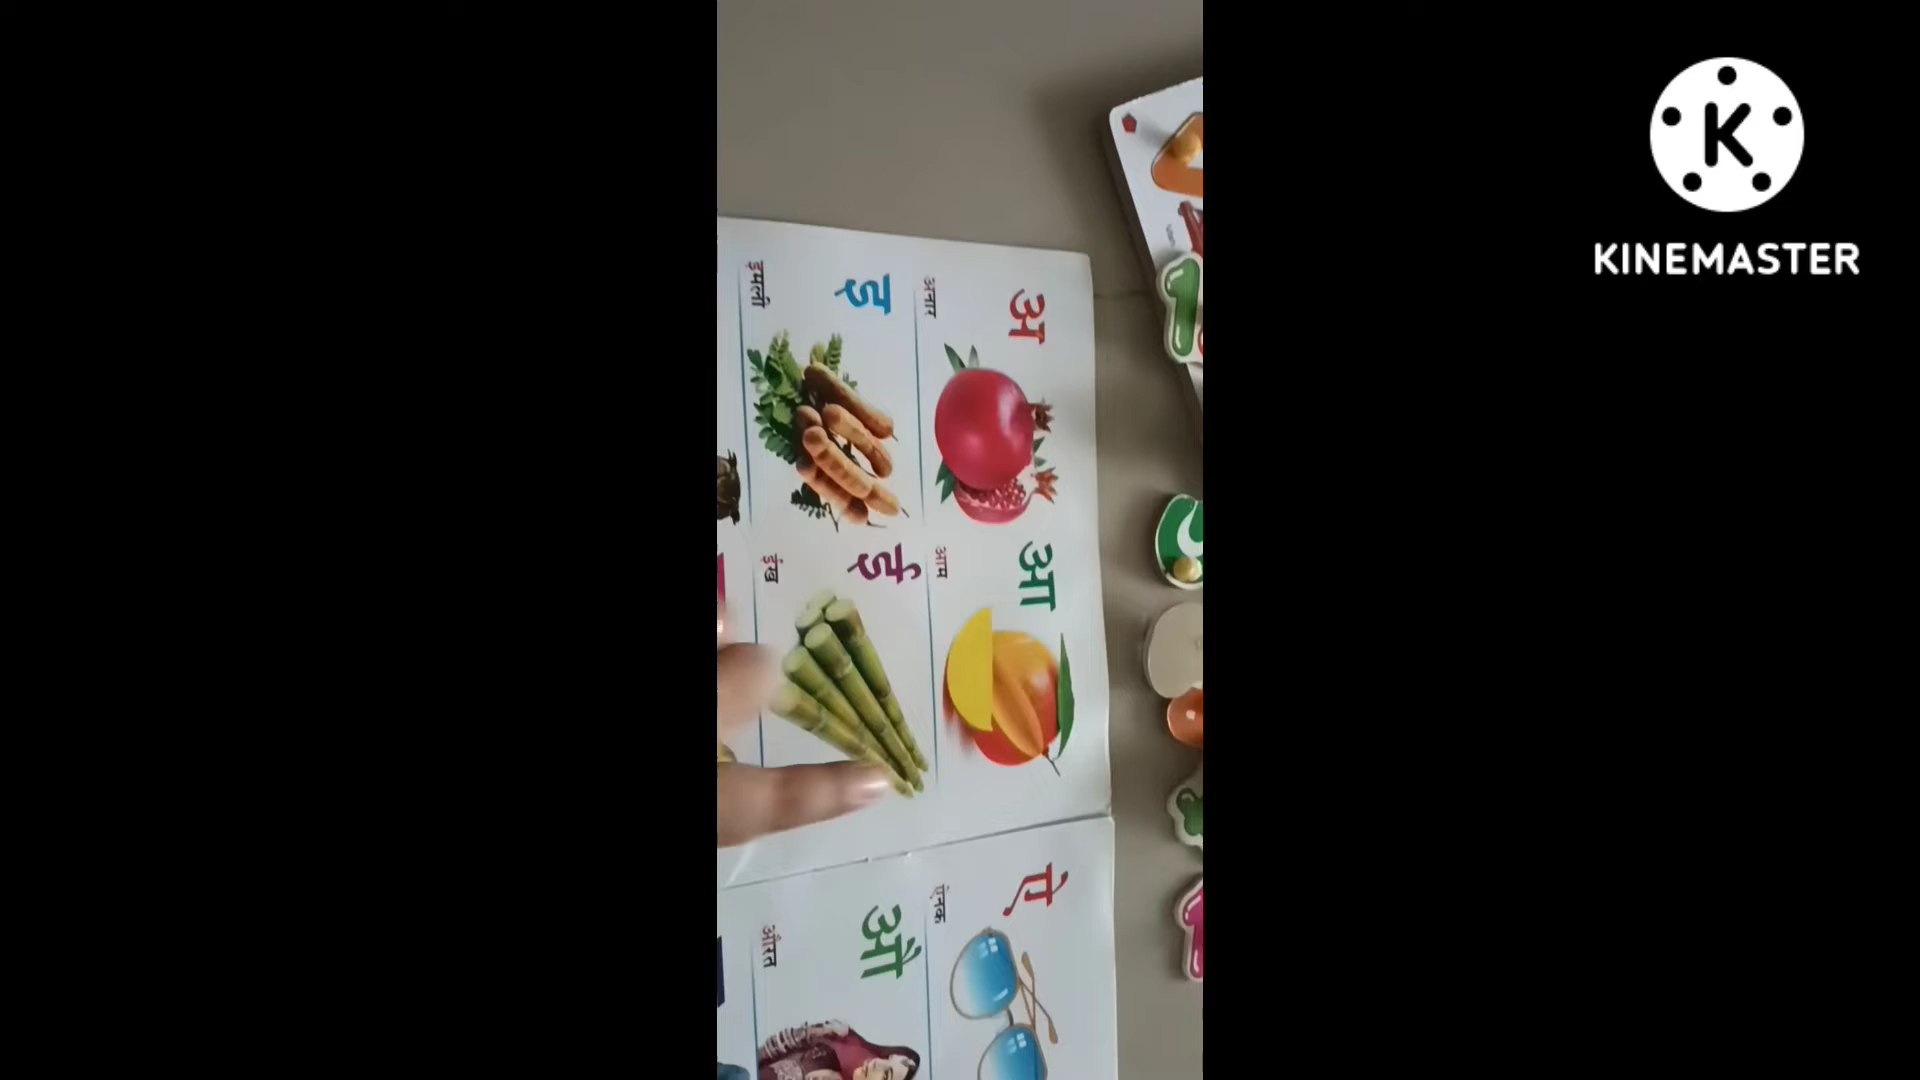 अ
अनार
आ
आम
इ
इमली
ई
ईख
ऐ
ऐनक
औ
औरत
K
KINEMASTER